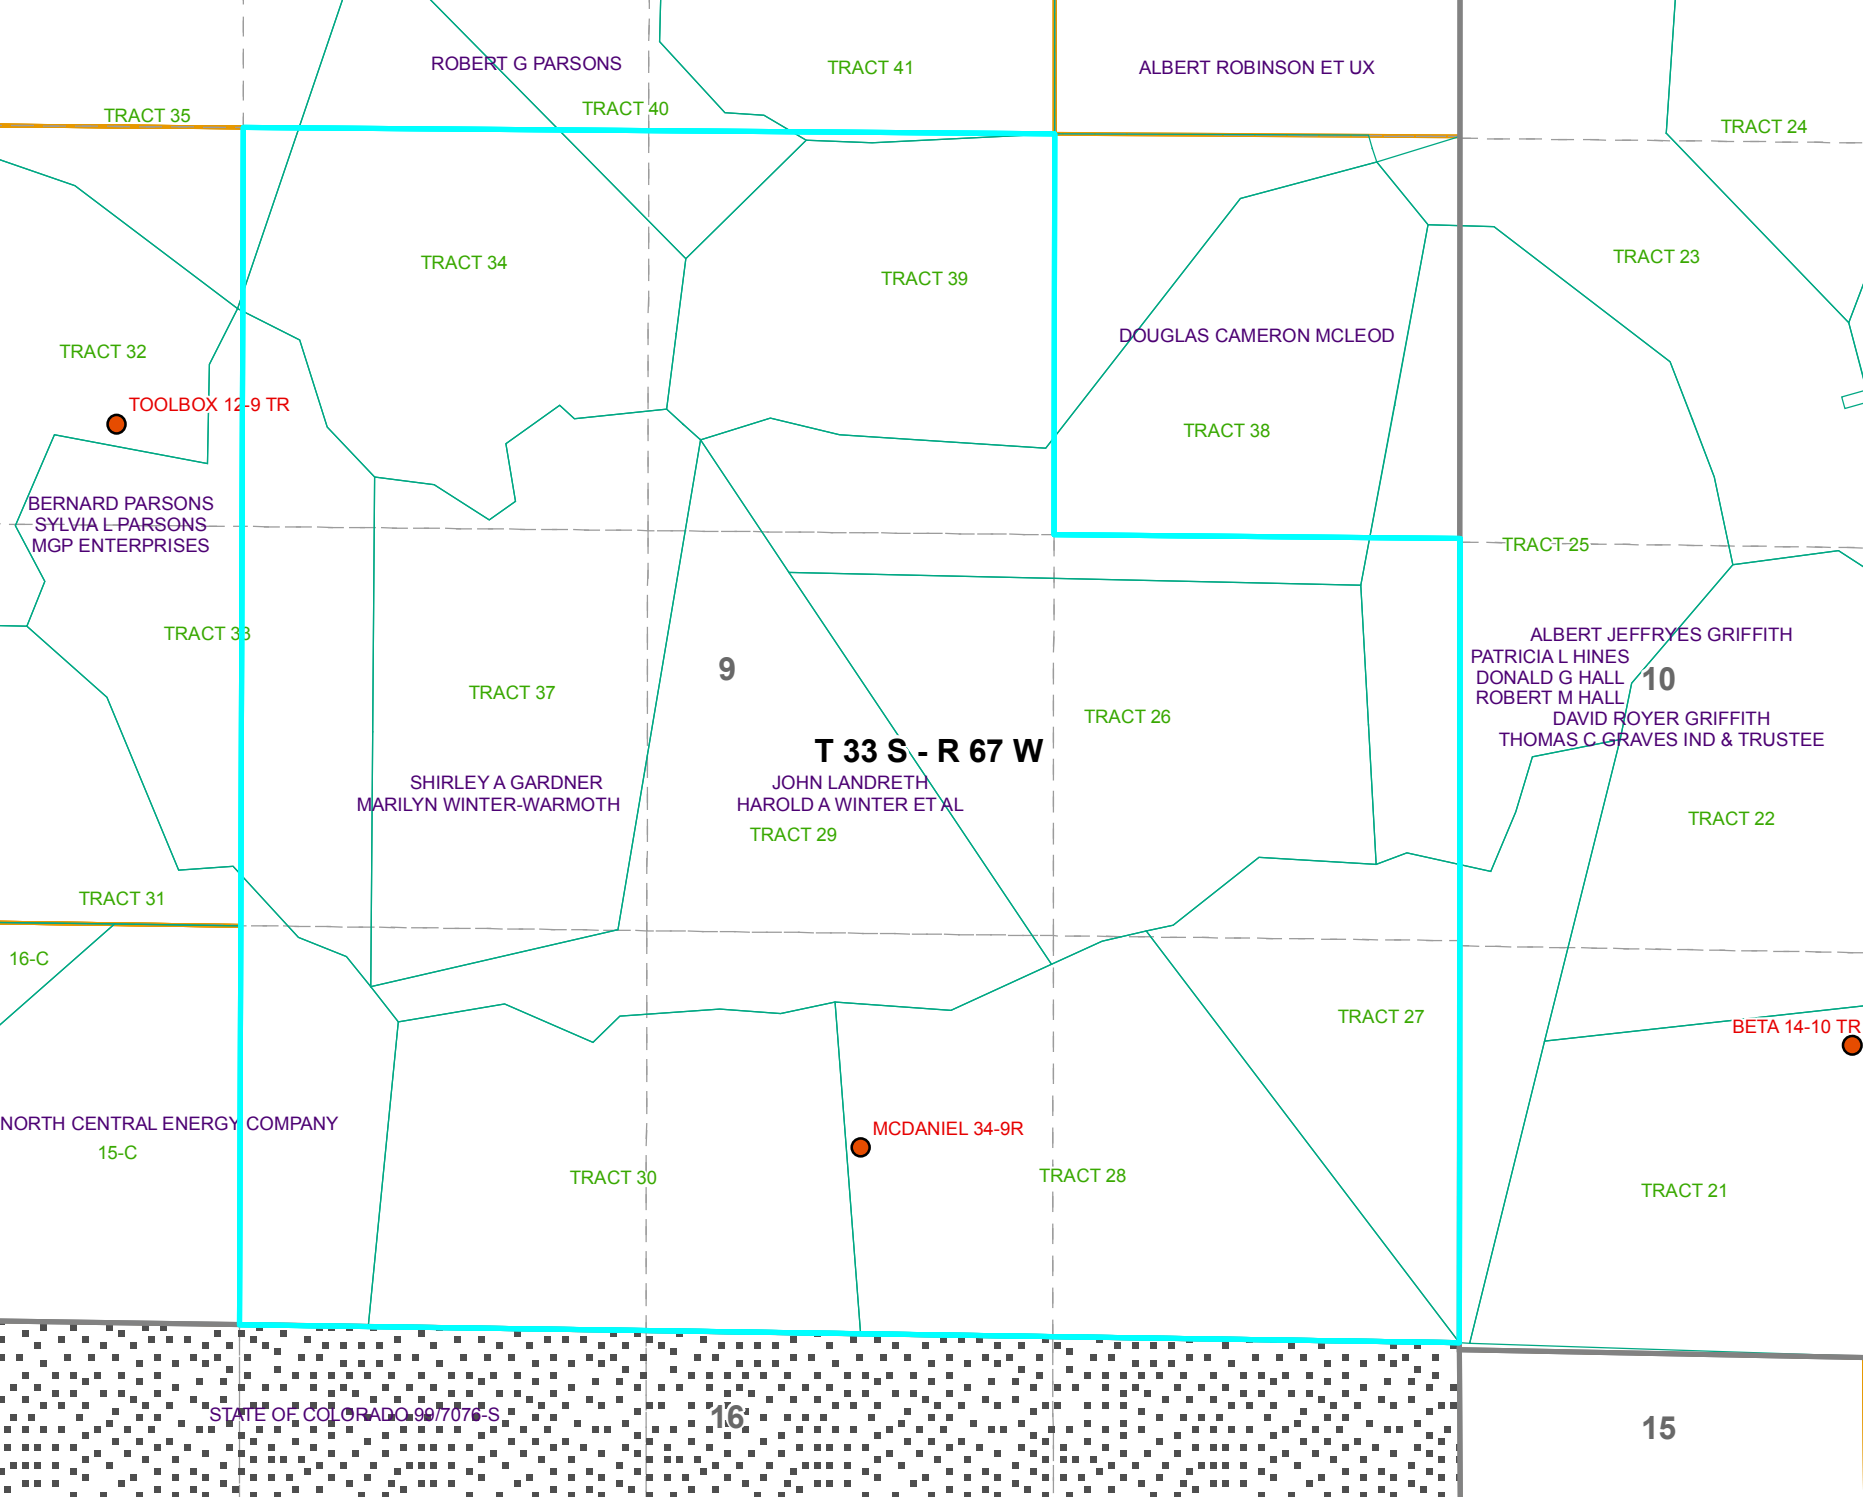 ROBERT G PARSONS
TRACT 41
ALBERT ROBINSON ET UX
TRACT 35
TRACT 40
TRACT 24
TRACT 34
TRACT 39
TRACT 23
DOUGLAS CAMERON MCLEOD
TRACT 32
TOOLBOX 12-9 TR
TRACT 38
BERNARD PARSONS
SYLVIA L PARSONS
MGP ENTERPRISES
TRACT 25
TRACT 33
ALBERT JEFFRYES GRIFFITH
PATRICIA L HINES
DONALD G HALL
ROBERT M HALL
10
DAVID ROYER GRIFFITH
THOMAS C GRAVES IND & TRUSTEE
9
TRACT 37
TRACT 26
T 33 S - R 67 W
SHIRLEY A GARDNER
MARILYN WINTER-WARMOTH
JOHN LANDRETH
HAROLD A WINTER ET AL
TRACT 29
TRACT 22
TRACT 31
16-C
TRACT 27
BETA 14-10 TR
NORTH CENTRAL ENERGY COMPANY
15-C
MCDANIEL 34-9R
TRACT 30
TRACT 28
TRACT 21
STATE OF COLORADO 99/7076-S
16
15